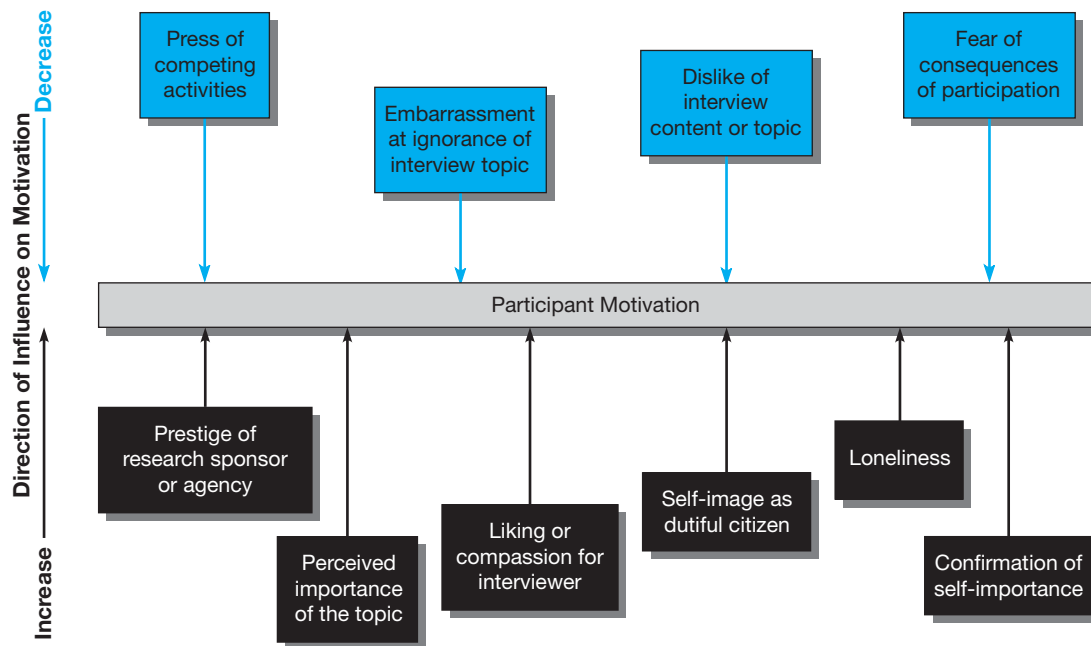 Direction of Influence on Motivation
Decrease
Increase
Press of
competing
activities
Embarrassment
at ignorance of
interview topic
Dislike of
interview
content or topic
Fear of
consequences
of participation
Participant Motivation
Prestige of
research sponsor
or agency
Perceived
importance
of the topic
Liking or
compassion for
interviewer
Self-image as
dutiful citizen
Loneliness
Confirmation of
self-importance